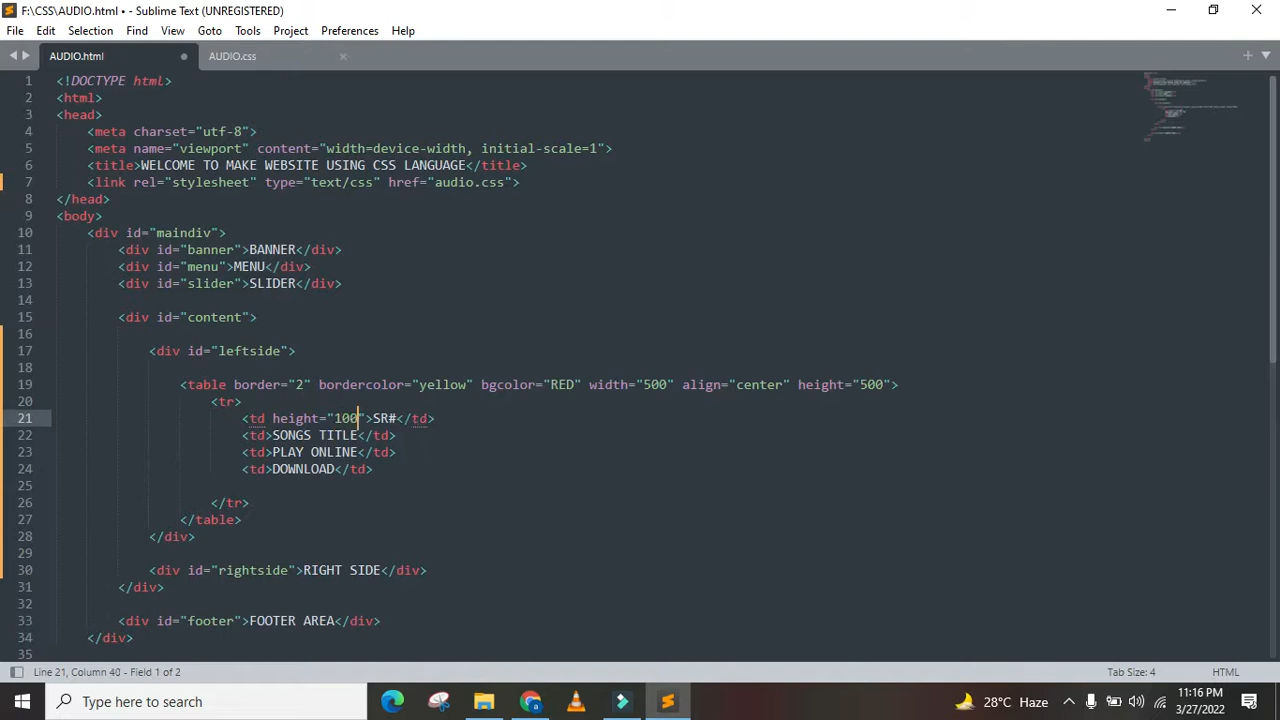 F:\CSS\AUDIO.html • - Sublime Text (UNREGISTERED)
File Edit Selection Find View Goto Tools Project Preferences Help
AUDIO.html AUDIO.css
1 <!DOCTYPE html>
2 <html>
3 <head>
4 <meta charset="utf-8">
5 <meta name="viewport" content="width=device-width, initial-scale=1">
6 <title>WELCOME TO MAKE WEBSITE USING CSS LANGUAGE</title>
7 <link rel="stylesheet" type="text/css" href="audio.css">
8 </head>
9 <body>
10 <div id="maindiv">
11 <div id="banner">BANNER</div>
12 <div id="menu">MENU</div>
13 <div id="slider">SLIDER</div>
14
15 <div id="content">
16
17 <div id="leftside">
18
19 <table border="2" bordercolor="yellow" bgcolor="RED" width="500" align="center" height="500">
20 <tr>
21 <td height="100">SR#</td>
22 <td>SONGS TITLE</td>
23 <td>PLAY ONLINE</td>
24 <td>DOWNLOAD</td>
25
26 </tr>
27 </table>
28 </div>
29
30 <div id="rightside">RIGHT SIDE</div>
31 </div>
32
33 <div id="footer">FOOTER AREA</div>
34 </div>
35
Line 21, Column 40 - Field 1 of 2 Tab Size: 4 HTML
Type here to search 28°C Haze 11:16 PM
3/27/2022